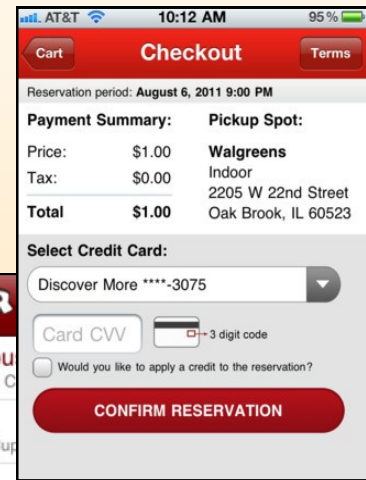 AT&T 10:12 AM 95%
Cart Checkout Terms
Reservation period: August 6, 2011 9:00 PM
Payment Summary: Pickup Spot:
Price: $1.00 Walgreens
Tax: $0.00 Indoor
2205 W 22nd Street
Total $1.00 Oak Brook, IL 60523
Select Credit Card:
Discover More ****-3075
Card CVV 3 digit code
Would you like to apply a credit to the reservation?
CONFIRM RESERVATION